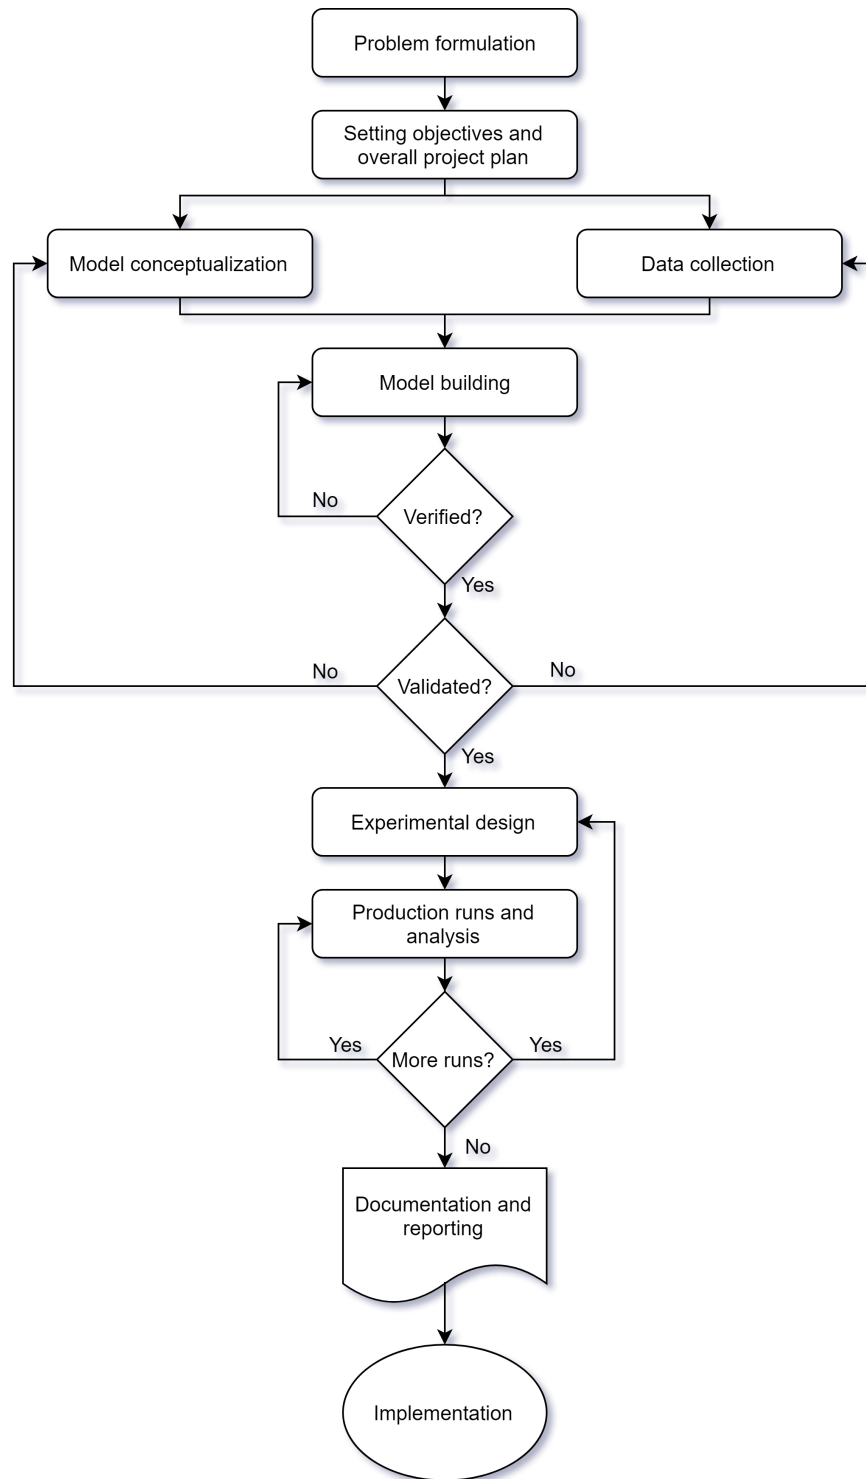 Problem formulation
Setting objectives and
overall project plan
Model conceptualization
Data collection
Model building
No
Verified?
Yes
No
Validated?
No
Yes
Experimental design
Production runs and
analysis
Yes
More runs?
Yes
No
Documentation and
reporting
Implementation